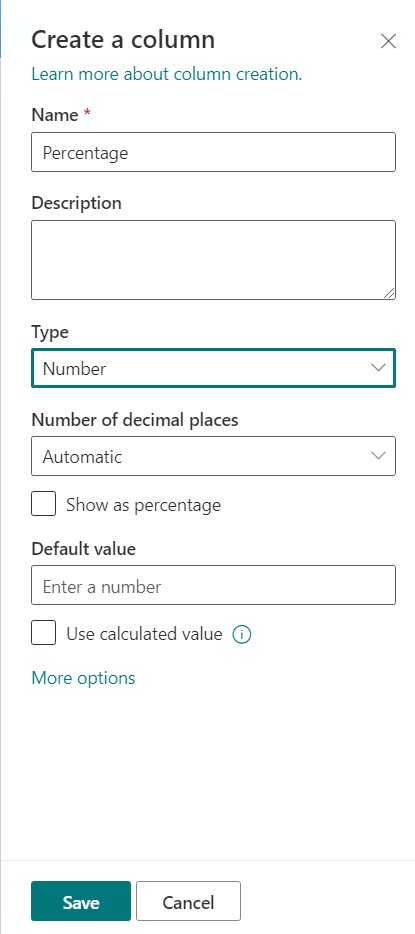 Create a column
Learn more about column creation.
Name *
Percentage
Description
Type
Number
Number of decimal places
Automatic
Show as percentage
Default value
Enter a number
Use calculated value
More options
Save
Cancel